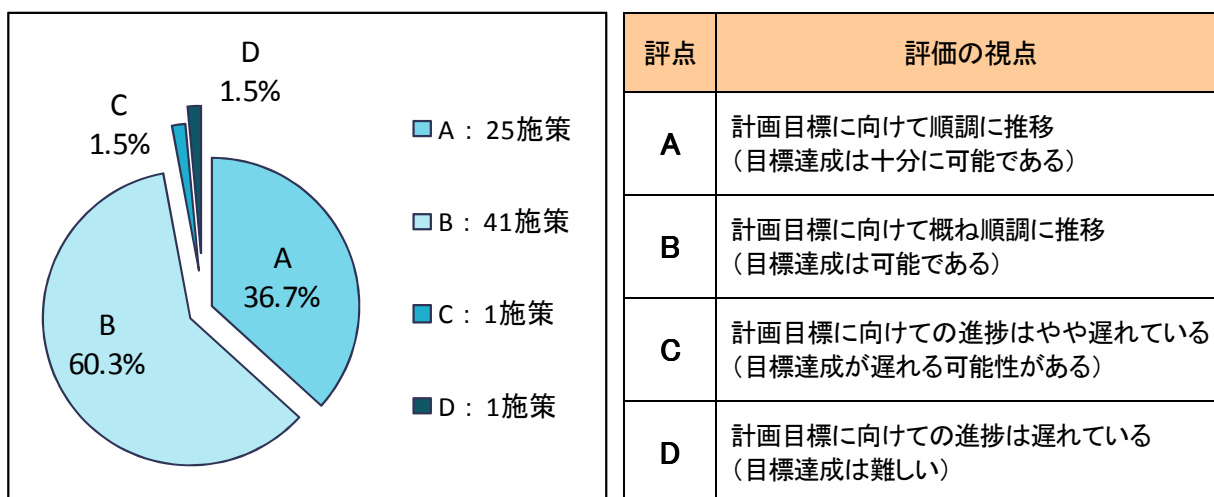 D
1.5%
C
1.5%
A
36.7%
B
60.3%
A : 25施策
B : 41施策
C : 1施策
D : 1施策
評点 評価の視点
A 計画目標に向けて順調に推移
（目標達成は十分に可能である）
B 計画目標に向けて概ね順調に推移
（目標達成は可能である）
C 計画目標に向けての進捗はやや遅れている
（目標達成が遅れる可能性がある）
D 計画目標に向けての進捗は遅れている
（目標達成は難しい）